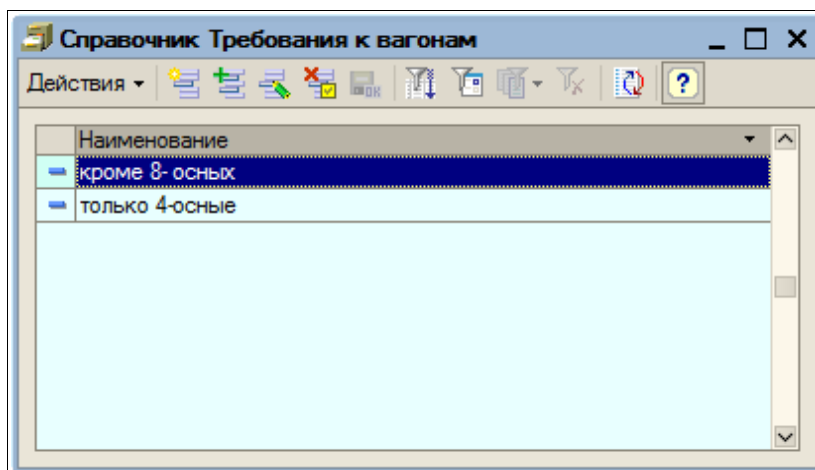 Справочник Требования к вагонам
Действия
Наименование
кроме 8- осных
только 4-осные